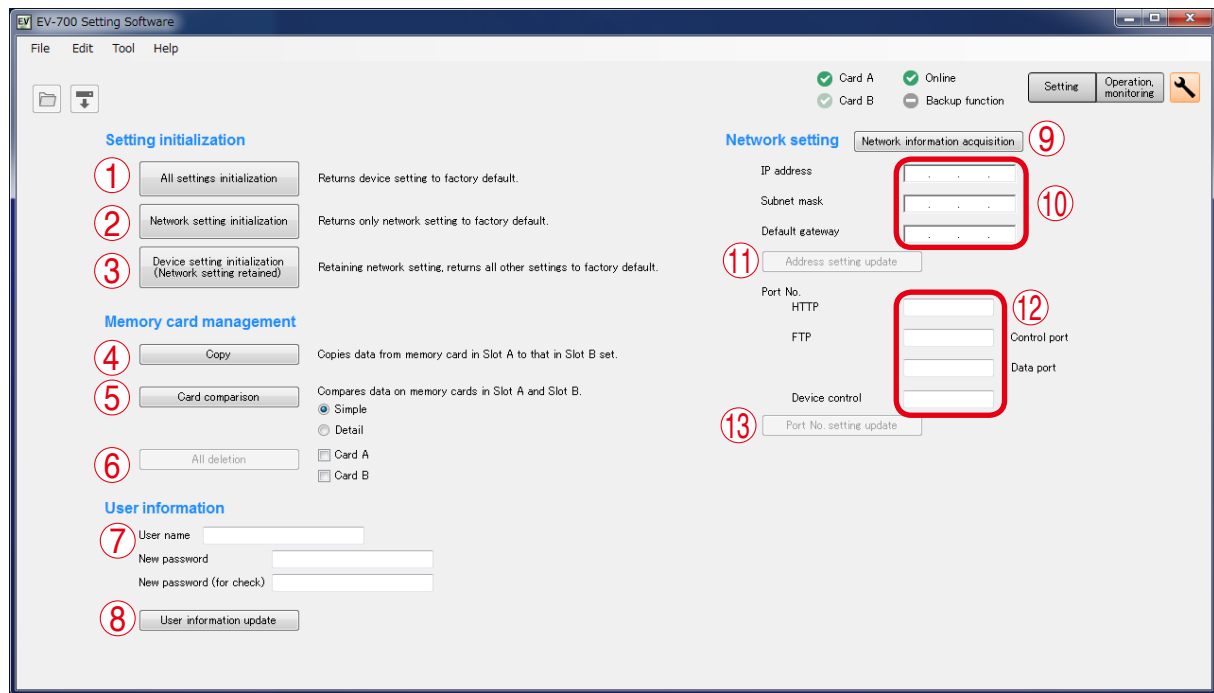 EV EV-700 Setting Software
File Edit Tool Help
Card A Online
Card B Backup function
Setting
Operation,
monitoring
Setting initialization
① All settings initialization Returns device setting to factory default.
② Network setting initialization Returns only network setting to factory default.
③ Device setting initialization
(Network setting retained)
Retaining network setting, returns all other settings to factory default.
Memory card management
④ Copy Copies data from memory card in Slot A to that in Slot B set.
⑤ Card comparison Compares data on memory cards in Slot A and Slot B.
Simple
Detail
⑥ All deletion Card A
Card B
User information
⑦ User name
New password
New password (for check)
⑧ User information update
Network setting Network information acquisition ⑨
IP address . . .
Subnet mask . . . ⑩
Default gateway . . .
⑪ Address setting update
Port No.
HTTP ⑫
FTP Control port
Data port
Device control
⑬ Port No. setting update